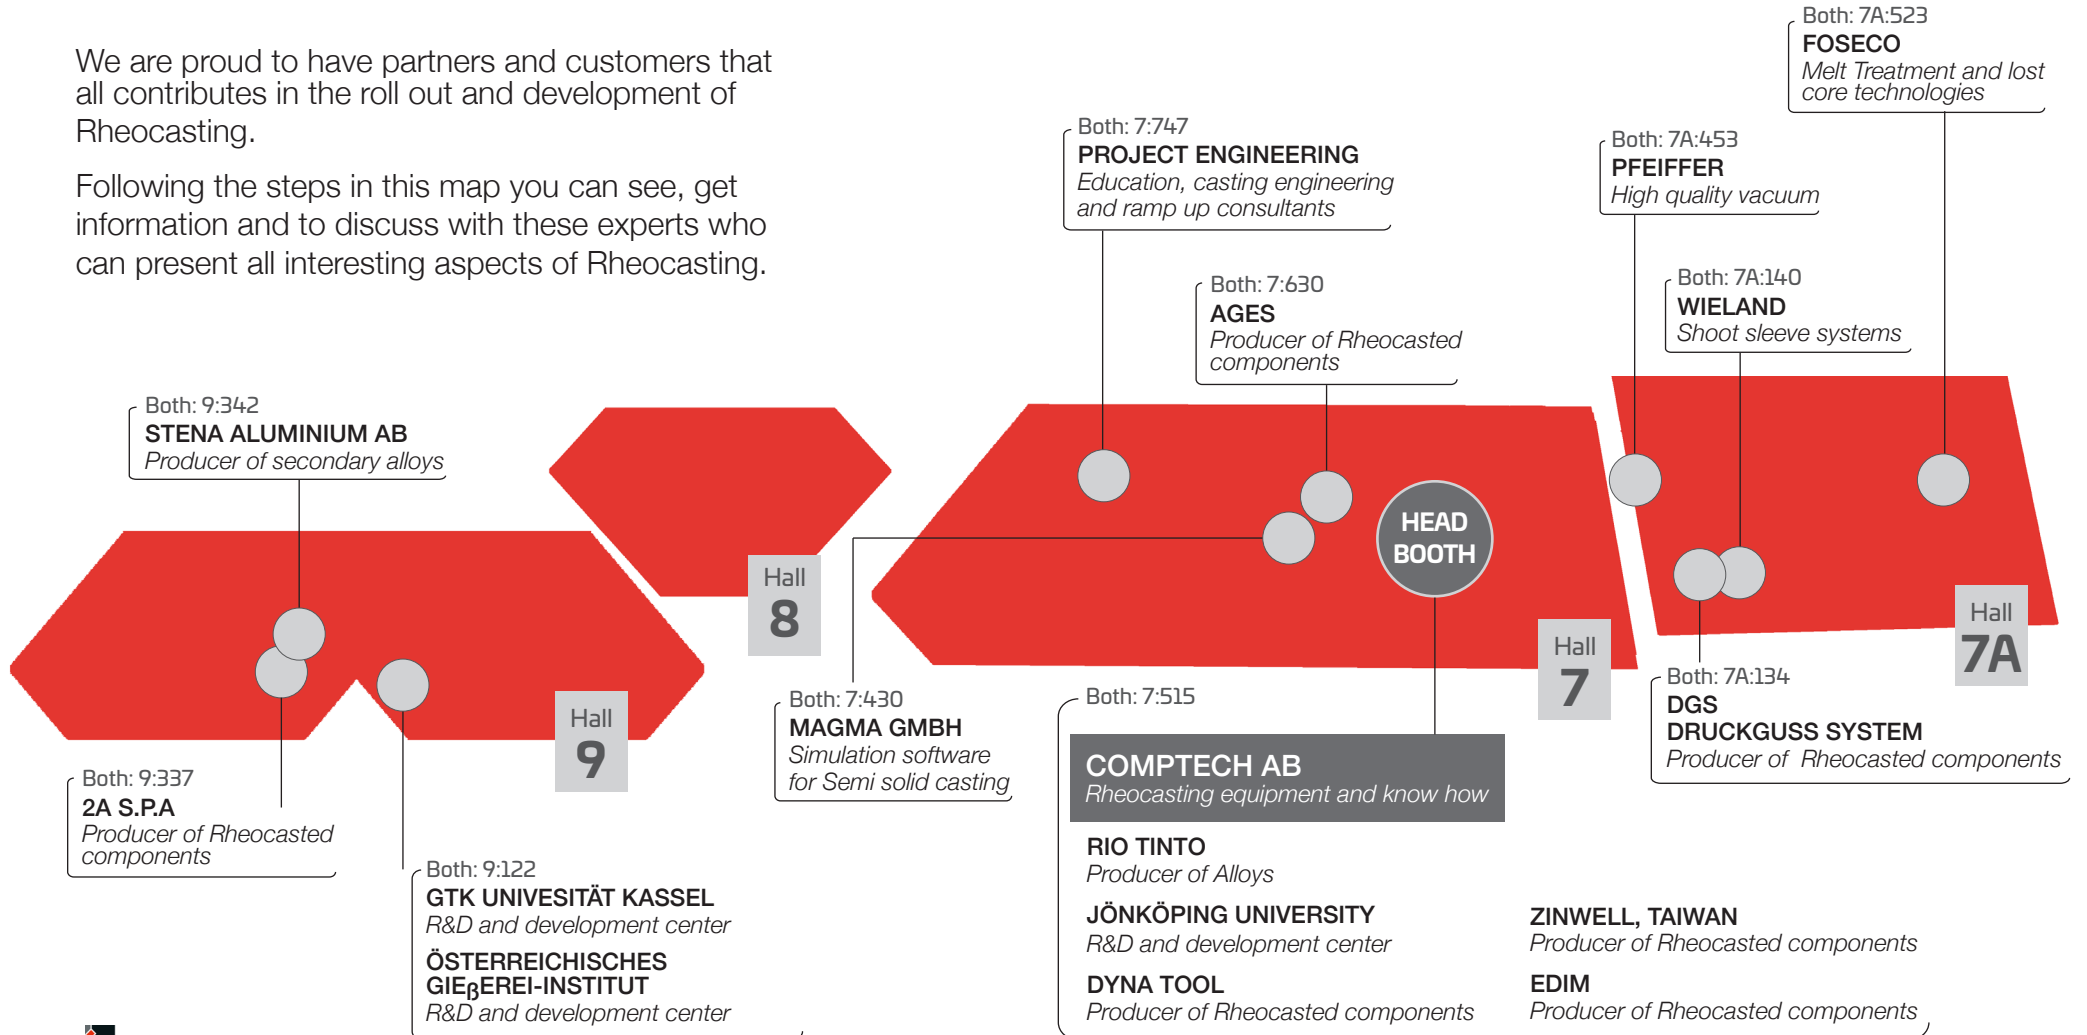 We are proud to have partners and customers that
all contributes in the roll out and development of
Rheocasting.
Following the steps in this map you can see, get
information and to discuss with these experts who
can present all interesting aspects of Rheocasting.
Both: 7A:523
FOSECO
Melt Treatment and lost
core technologies
Both: 7:747
PROJECT ENGINEERING
Education, casting engineering
and ramp up consultants
Both: 7A:453
PFEIFFER
High quality vacuum
Both: 7:630
AGES
Producer of Rheocasted
components
Both: 7A:140
WIELAND
Shoot sleeve systems
Both: 9:342
STENA ALUMINIUM AB
Producer of secondary alloys
HEAD
BOOTH
Hall
8
Hall
7
Hall
7A
Hall
9
Both: 9:337
2A S.P.A
Producer of Rheocasted
components
Both: 9:122
GTK UNIVESITÄT KASSEL
R&D and development center
ÖSTERREICHISCHES
GIEßEREI-INSTITUT
R&D and development center
Both: 7:430
MAGMA GMBH
Simulation software
for Semi solid casting
Both: 7:515
COMPTECH AB
Rheocasting equipment and know how
RIO TINTO
Producer of Alloys
JÖNKÖPING UNIVERSITY
R&D and development center
DYNA TOOL
Producer of Rheocasted components
ZINWELL, TAIWAN
Producer of Rheocasted components
EDIM
Producer of Rheocasted components
Both: 7A:134
DGS
DRUCKGUSS SYSTEM
Producer of Rheocasted components